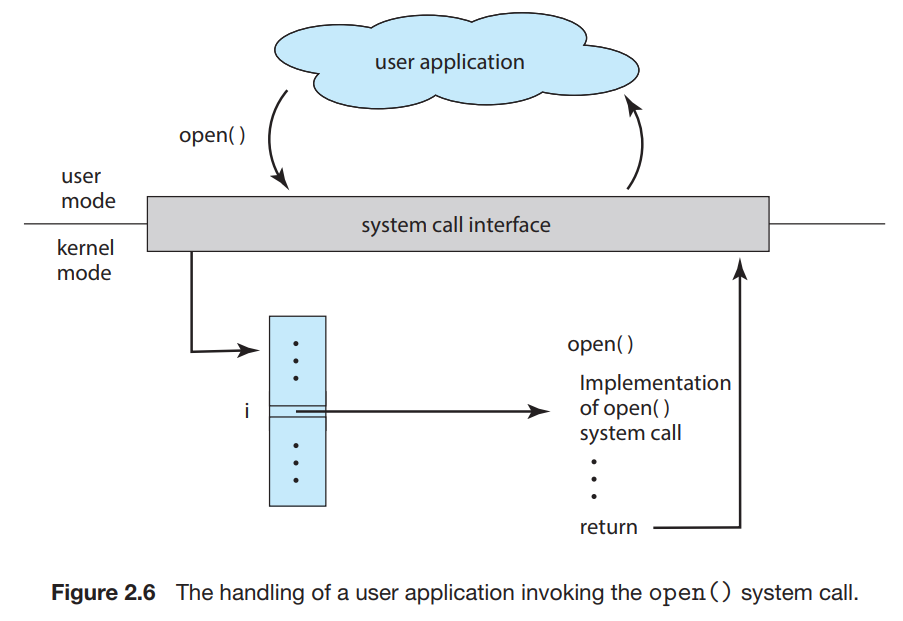 user application
open()
user
mode
system call interface
kernel
mode
open()
i
Implementation
of open()
system call
return
Figure 2.6 The handling of a user application invoking the open() system call.